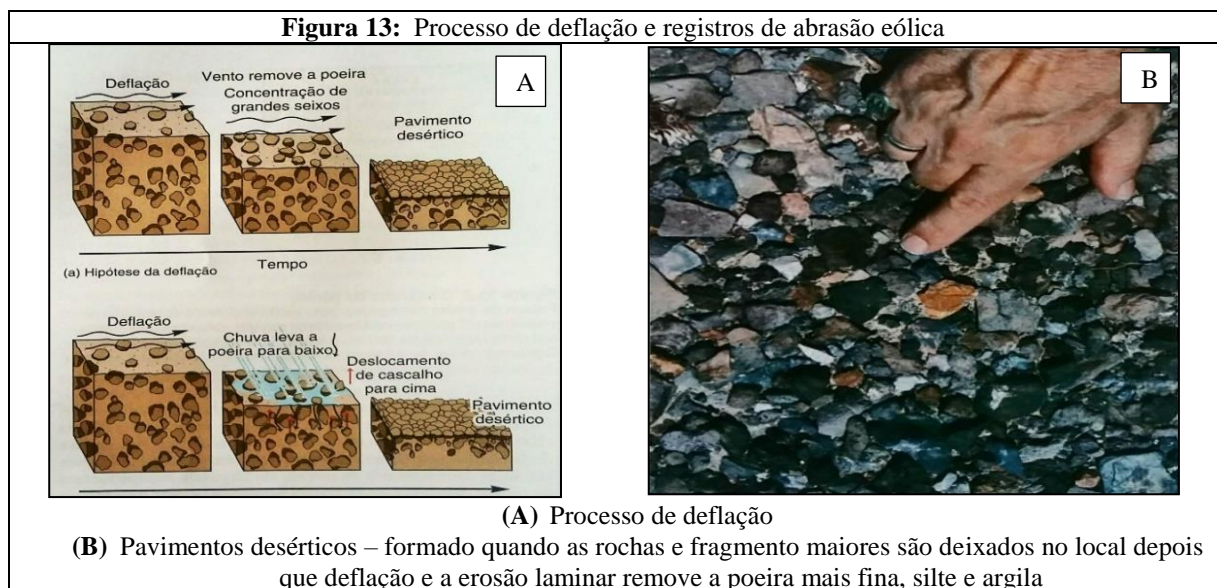 Figura 13: Processo de deflação e registros de abrasão eólica
A
Deflação
Vento remove a poeira
Concentração de
grandes seixos
Pavimento
desértico
(a) Hipótese da deflação
Tempo
Deflação
Chuva leva a
poeira para baixo
Deslocamento
de cascalho
para cima
Pavimento
desértico
B
(A) Processo de deflação
(B) Pavimentos desérticos – formado quando as rochas e fragmento maiores são deixados no local depois
que deflação e a erosão laminar remove a poeira mais fina, silte e argila